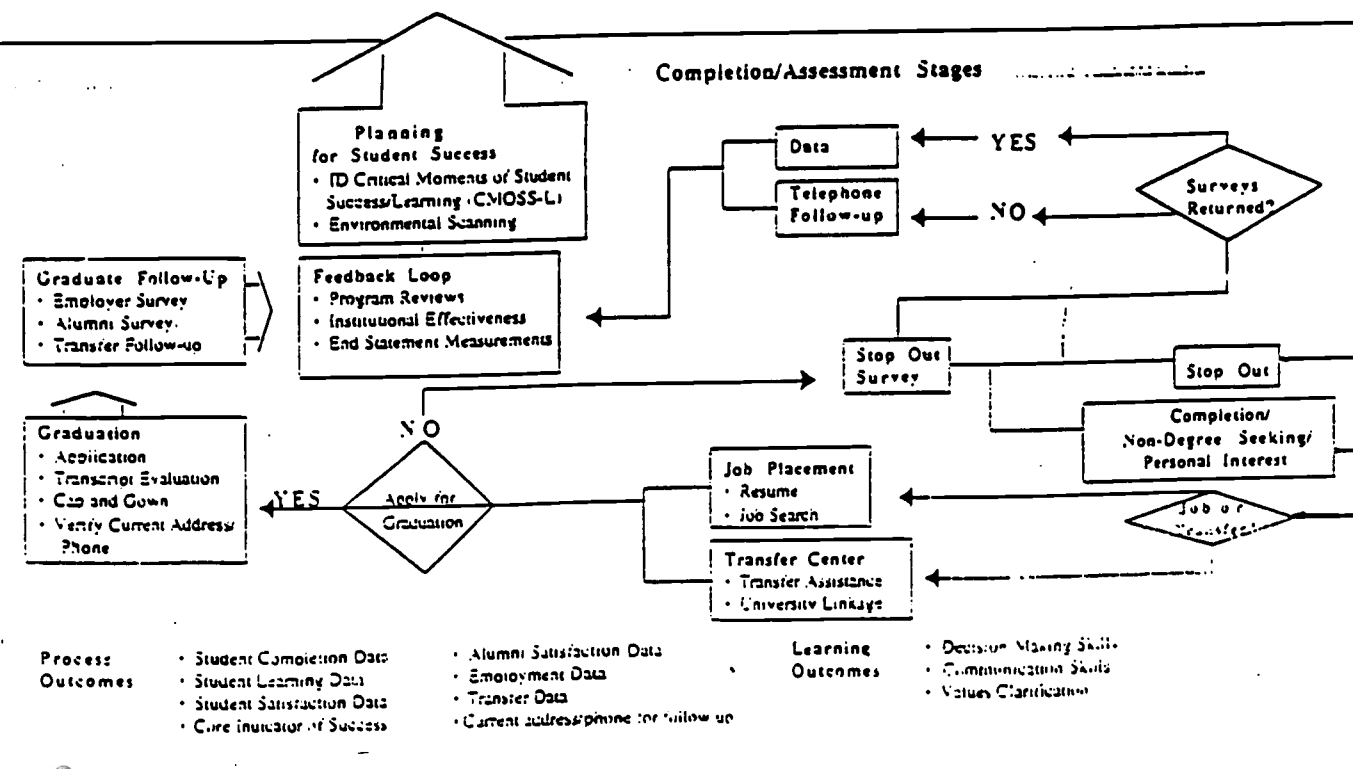 Completion/Assessment Stages
Planning
for Student Success
• ID Critical Moments of Student
Success/Learning (CMOSS-L)
• Environmental Scanning
Data
YES
Telephone
Follow-up
NO
Surveys
Returned?
Graduate Follow-Up
• Employer Survey
• Alumni Survey
• Transfer Follow-up
Feedback Loop
• Program Reviews
• Institutional Effectiveness
• End Statement Measurements
Stop Out
Survey
Stop Out
Completion/
Non-Degree Seeking/
Personal Interest
NO
Graduation
• Application
• Transcript Evaluation
• Cap and Gown
• Verify Current Address/
Phone
YES
Apply for
Graduation
Job Placement
• Resume
• Job Search
Job or
Transfer?
Transfer Center
• Transfer Assistance
• University Linkage
Process
Outcomes
• Student Completion Data
• Student Learning Data
• Student Satisfaction Data
• Core Indicator of Success
• Alumni Satisfaction Data
• Employment Data
• Transfer Data
• Current address/phone for follow up
Learning
Outcomes
• Decision Making Skills
• Communication Skills
• Values Clarification